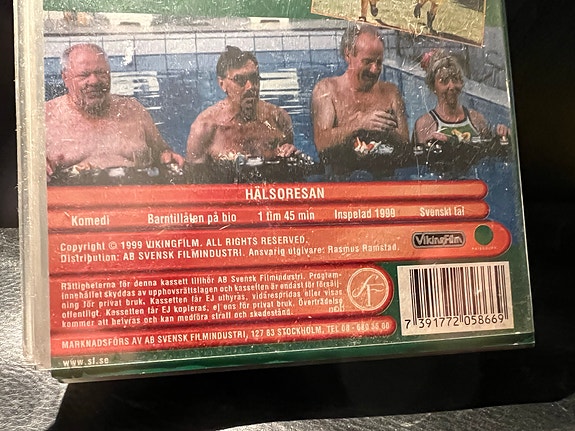 HÄLSORESAN
Komedi Barntillåten på bio 1 tim 45 min Inspelad 1999 Svenskt tal
Copyright © 1999 VIKINGFILM. ALL RIGHTS RESERVED.
Distribution: AB SVENSK FILMINDUSTRI. Ansvarig utgivare: Rasmus Ramstad.
VikingFilm
Rättigheterna för denna kassett tillhör AB Svensk Filmindustri. Program-
innehållet skyddas av upphovsrättslagen och kassetten är endast för försälj-
ning för privat bruk. Kassetten får EJ uthyras, vidarespridas eller visas
offentligt. Kassetten får EJ kopieras, ej ens för privat bruk. Överträdelse
kommer att beivras och kan medföra straff och skadestånd.
SF
MARKNADSFÖRS AV AB SVENSK FILMINDUSTRI, 127 83 STOCKHOLM, TEL 08-
www.sf.se
7 391772 058669